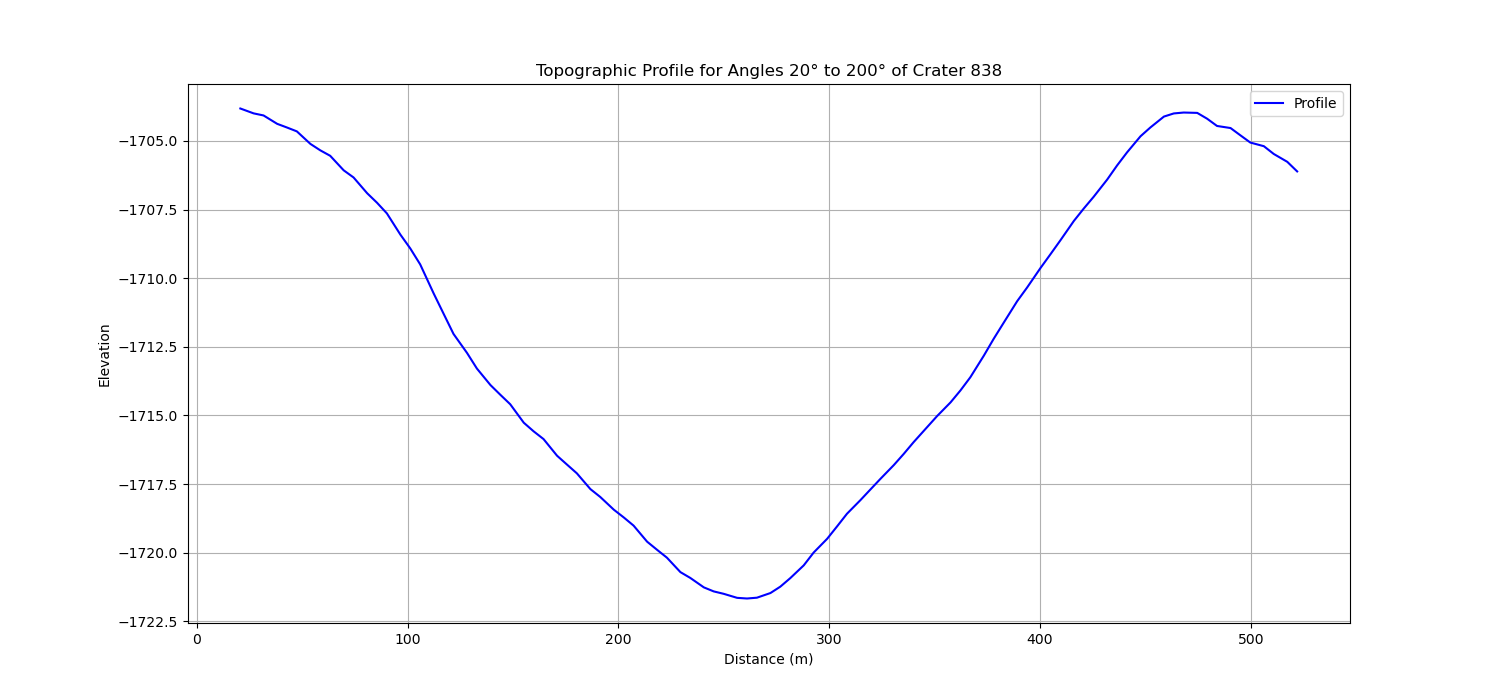 Topographic Profile for Angles 20° to 200° of Crater 838
Profile
−1705.0
−1707.5
−1710.0
−1712.5
−1715.0
−1717.5
−1720.0
−1722.5
Elevation
0 100 200 300 400 500
Distance (m)